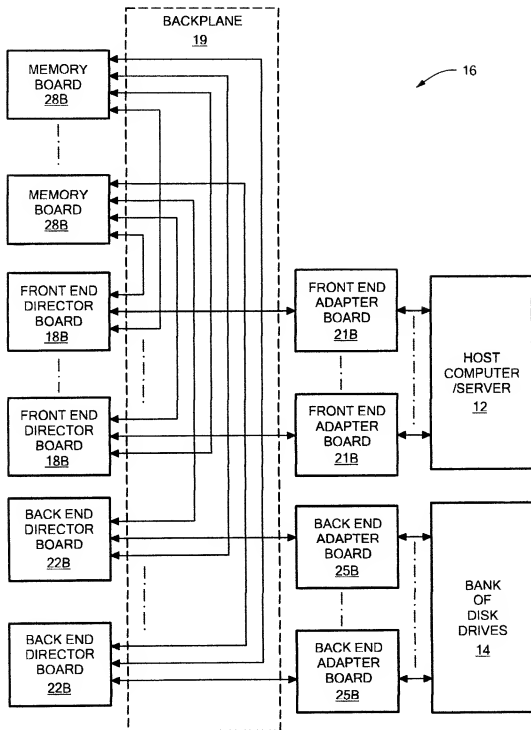 BACKPLANE
19
16
MEMORY
BOARD
28B
MEMORY
BOARD
28B
FRONT END
DIRECTOR
BOARD
18B
FRONT END
DIRECTOR
BOARD
18B
BACK END
DIRECTOR
BOARD
22B
BACK END
DIRECTOR
BOARD
22B
FRONT END
ADAPTER
BOARD
21B
FRONT END
ADAPTER
BOARD
21B
BACK END
ADAPTER
BOARD
25B
BACK END
ADAPTER
BOARD
25B
HOST
COMPUTER
/SERVER
12
BANK
OF
DISK
DRIVES
14